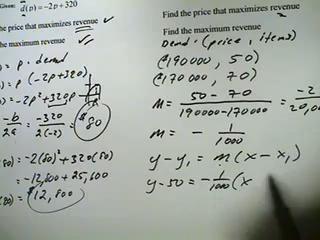 Given: d(p) = -2p + 320
the price that maximizes revenue
the maximum revenue
) = p · demand
) = p (-2p+320)
) = -2p² + 320p
-b/2a = -320/2(-2) = $80
80) = -2(80)² + 320(80)
= -12,800 + 25,600
= $12,800
Find the price that maximizes revenue
Find the maximum revenue
Demd · (price, items)
(190000, 50)
(170000, 70)
M = 50 - 70/190000 - 170000 = -2/20,0
m = - 1/1000
y - y₁ = m(x - x₁)
y - 50 = - 1/1000 (x